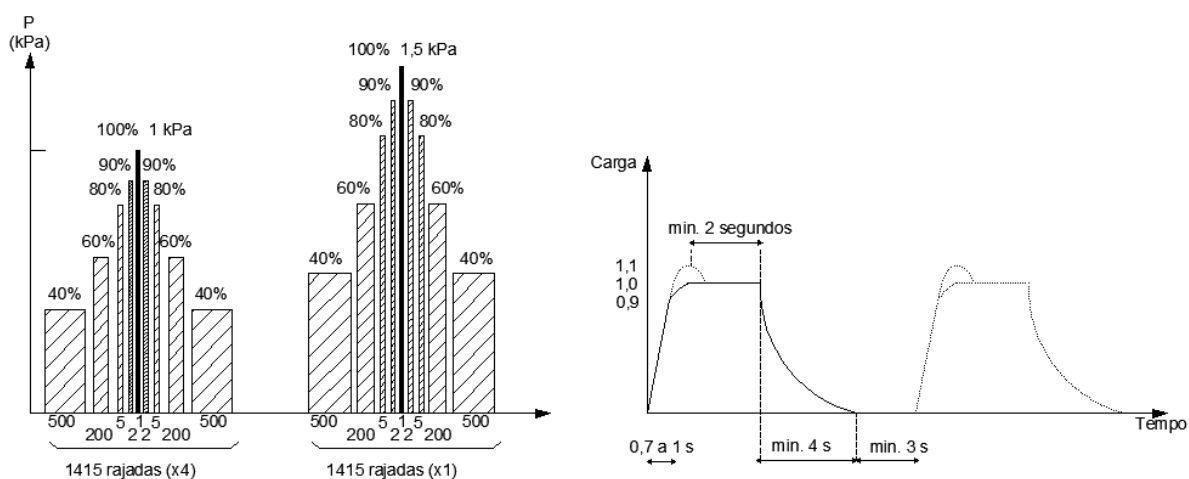 P
(kPa)
100% 1 kPa
90% 90%
80% 80%
60% 60%
40% 40%
500 5 1 5 500
200 2 2 200
1415 rajadas (x4)
100% 1,5 kPa
90% 90%
80% 80%
60% 60%
40% 40%
500 5 1 5 500
200 2 2 200
1415 rajadas (x1)
Carga
min. 2 segundos
1,1
1,0
0,9
Tempo
0,7 a 1 s
min. 4 s
min. 3 s